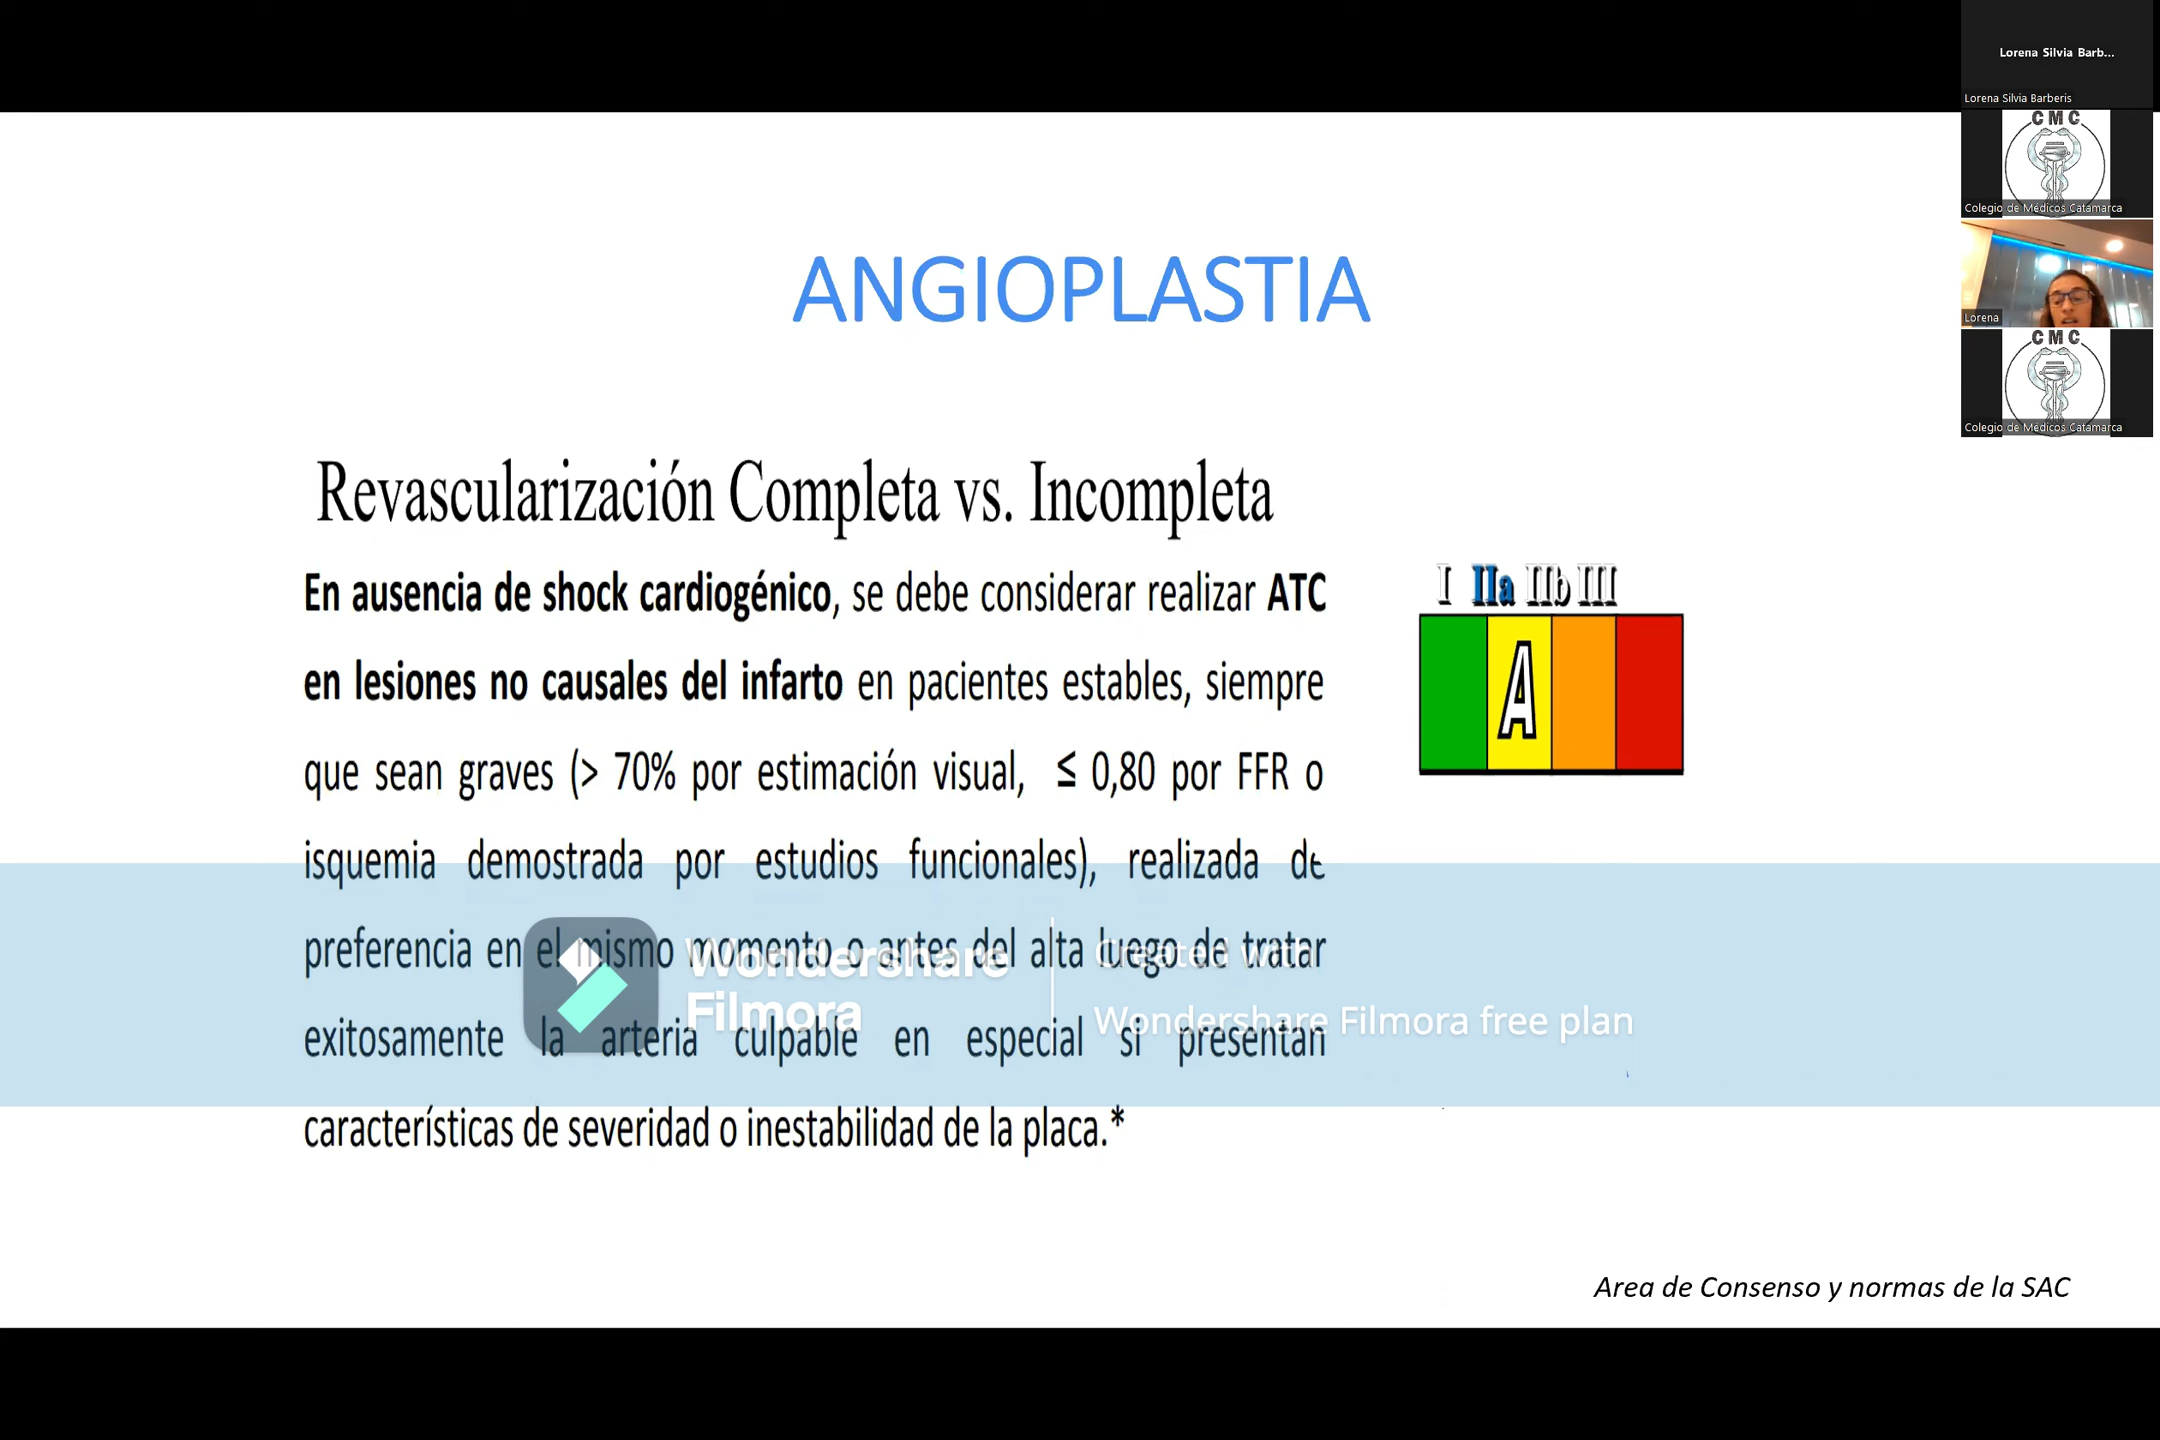 Lorena Silvia Barb...
Lorena Silvia Barberis
CMC
Colegio de Médicos Catamarca
Lorena
CMC
Colegio de Médicos Catamarca
ANGIOPLASTIA
Revascularización Completa vs. Incompleta
En ausencia de shock cardiogénico, se debe considerar realizar ATC
en lesiones no causales del infarto en pacientes estables, siempre
que sean graves (> 70% por estimación visual, ≤ 0,80 por FFR o
isquemia demostrada por estudios funcionales), realizada de
preferencia en el mismo momento o antes del alta luego de tratar
exitosamente la arteria culpable en especial si presentan
características de severidad o inestabilidad de la placa.*
I IIa IIb III
A
Wondershare
Filmora
Created with
Wondershare Filmora free plan
Area de Consenso y normas de la SAC